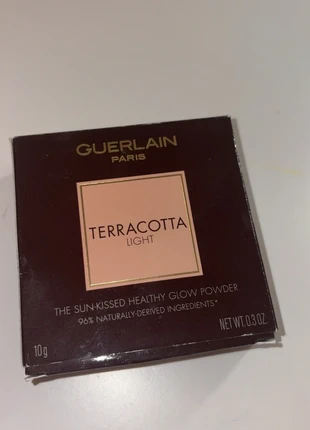 GUERLAIN
PARIS
TERRACOTTA
LIGHT
THE SUN-KISSED HEALTHY GLOW POWDER
96% NATURALLY-DERIVED INGREDIENTS*
10g NET WT. 0.3 OZ.